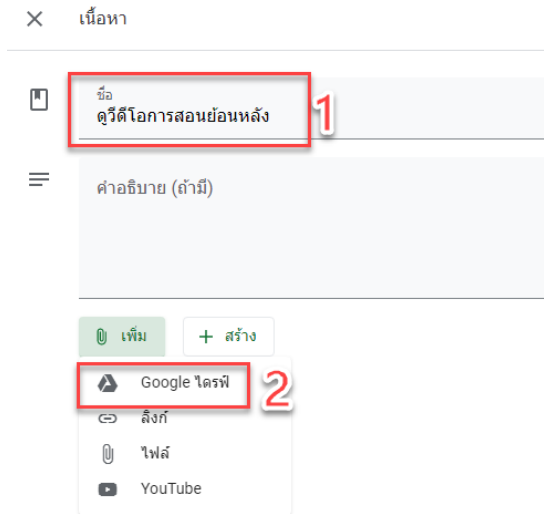 เนื้อหา
ชื่อ
ดูวีดีโอการสอนย้อนหลัง
1
คำอธิบาย (ถ้ามี)
เพิ่ม
สร้าง
Google ไดรฟ์
2
ลิงก์
ไฟล์
YouTube